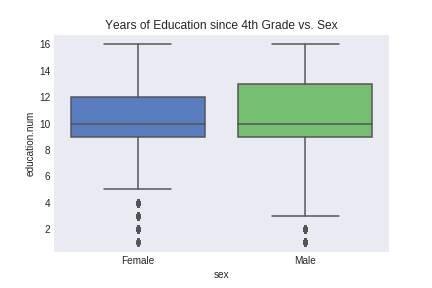 Years of Education since 4th Grade vs. Sex
16
14
12
10
8
6
4
2
education.num
Female
Male
sex